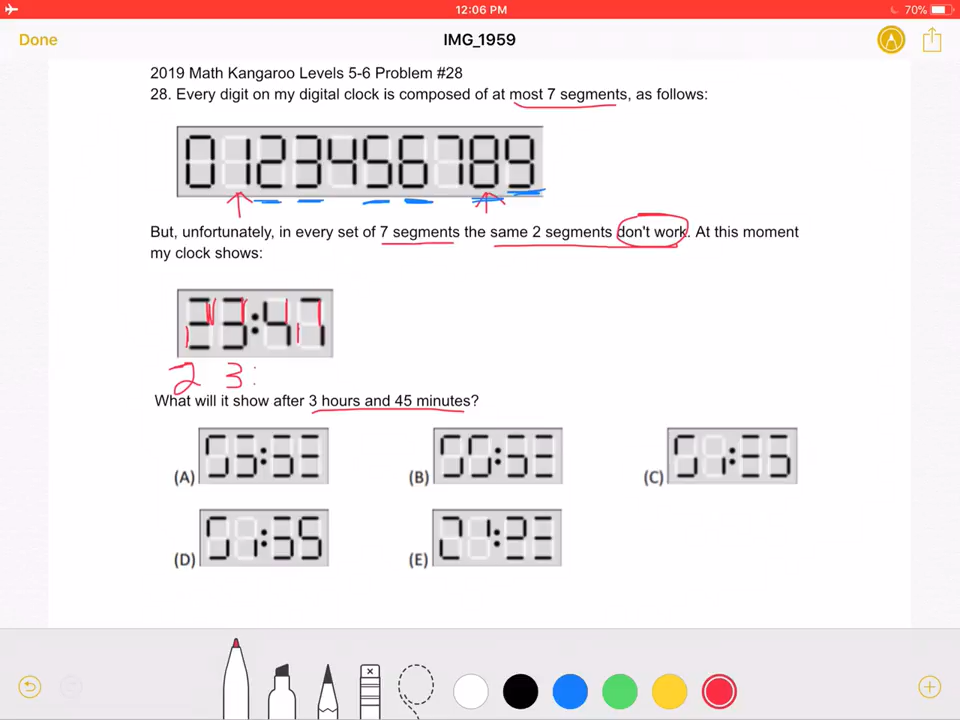 12:06 PM
70%
Done
IMG_1959
2019 Math Kangaroo Levels 5-6 Problem #28
28. Every digit on my digital clock is composed of at most 7 segments, as follows:
0123456789
But, unfortunately, in every set of 7 segments the same 2 segments don't work. At this moment
my clock shows:
23:47
2 3:
What will it show after 3 hours and 45 minutes?
(A)
(B)
(C)
(D)
(E)